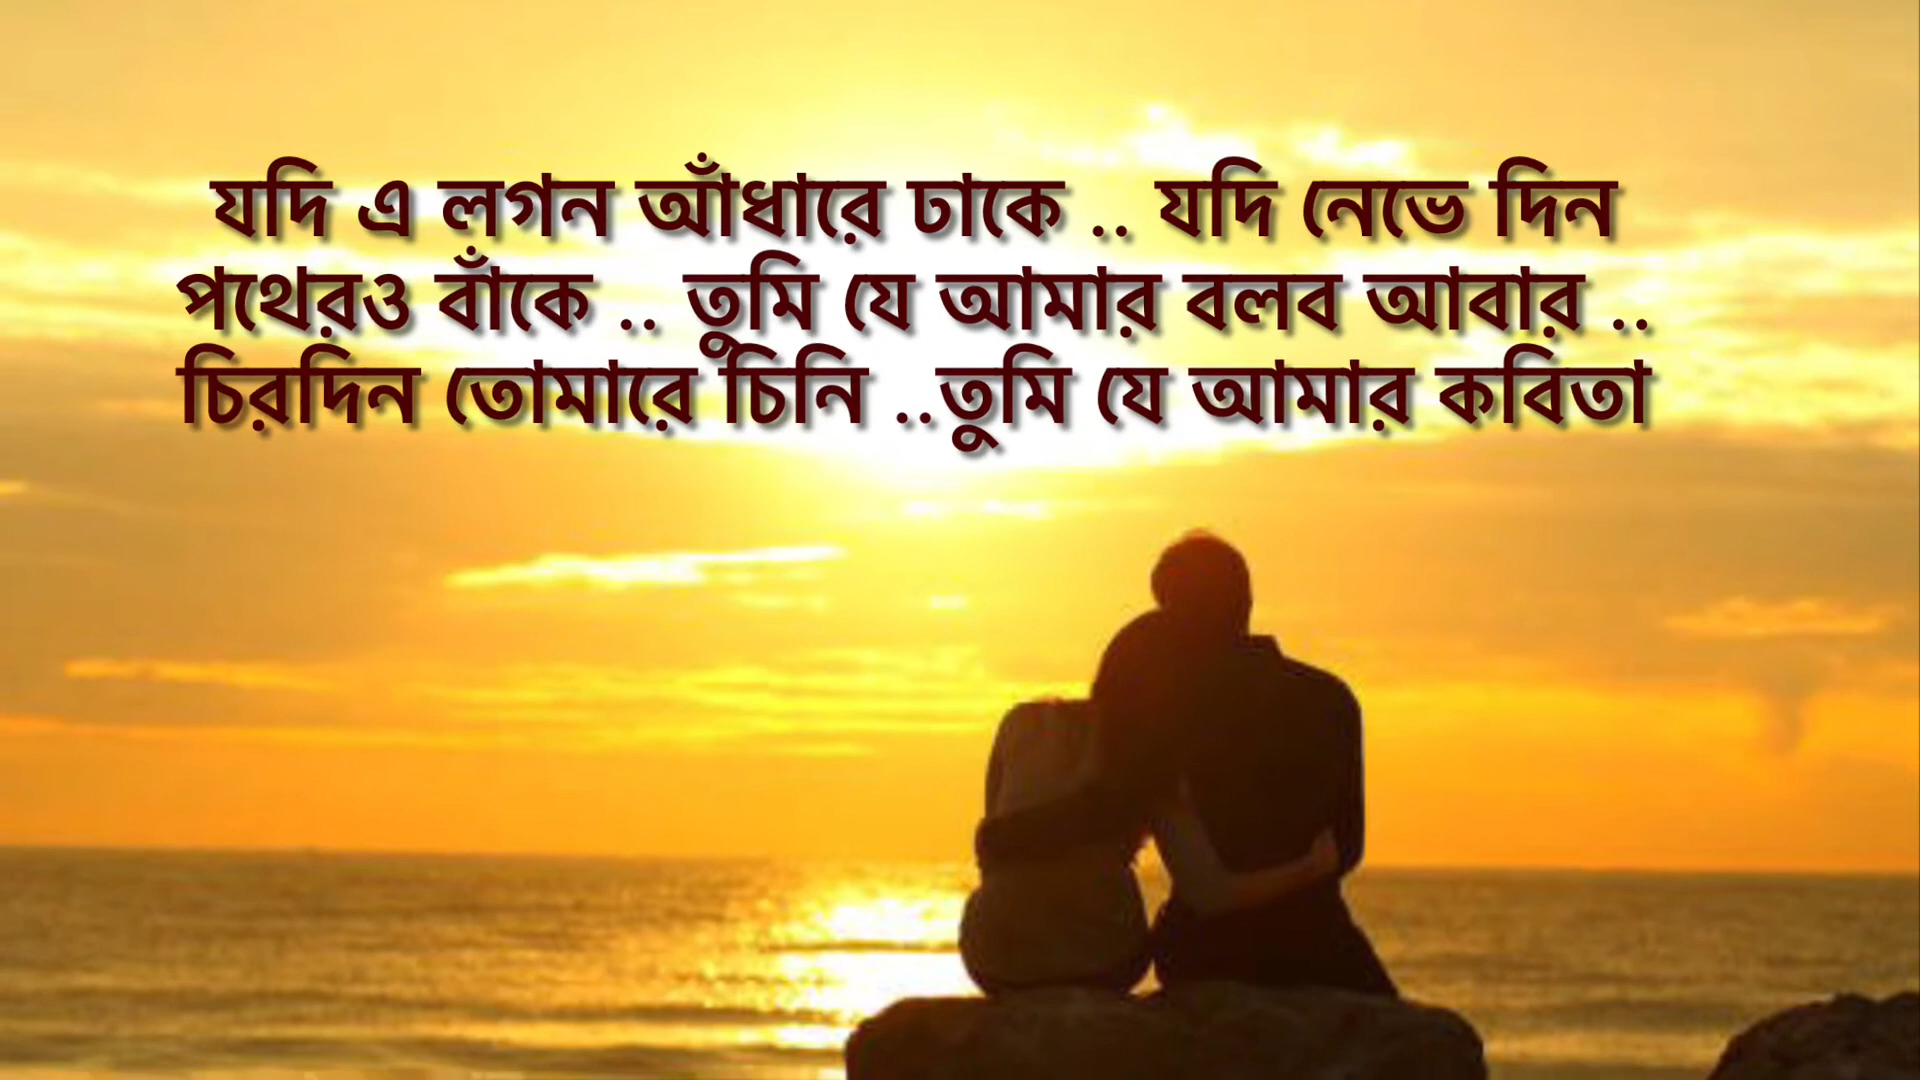 যদি এ লগন আঁধারে ঢাকে .. যদি নেভে দিন
পথেরও বাঁকে .. তুমি যে আমার বলব আবার ..
চিরদিন তোমারে চিনি ..তুমি যে আমার কবিতা